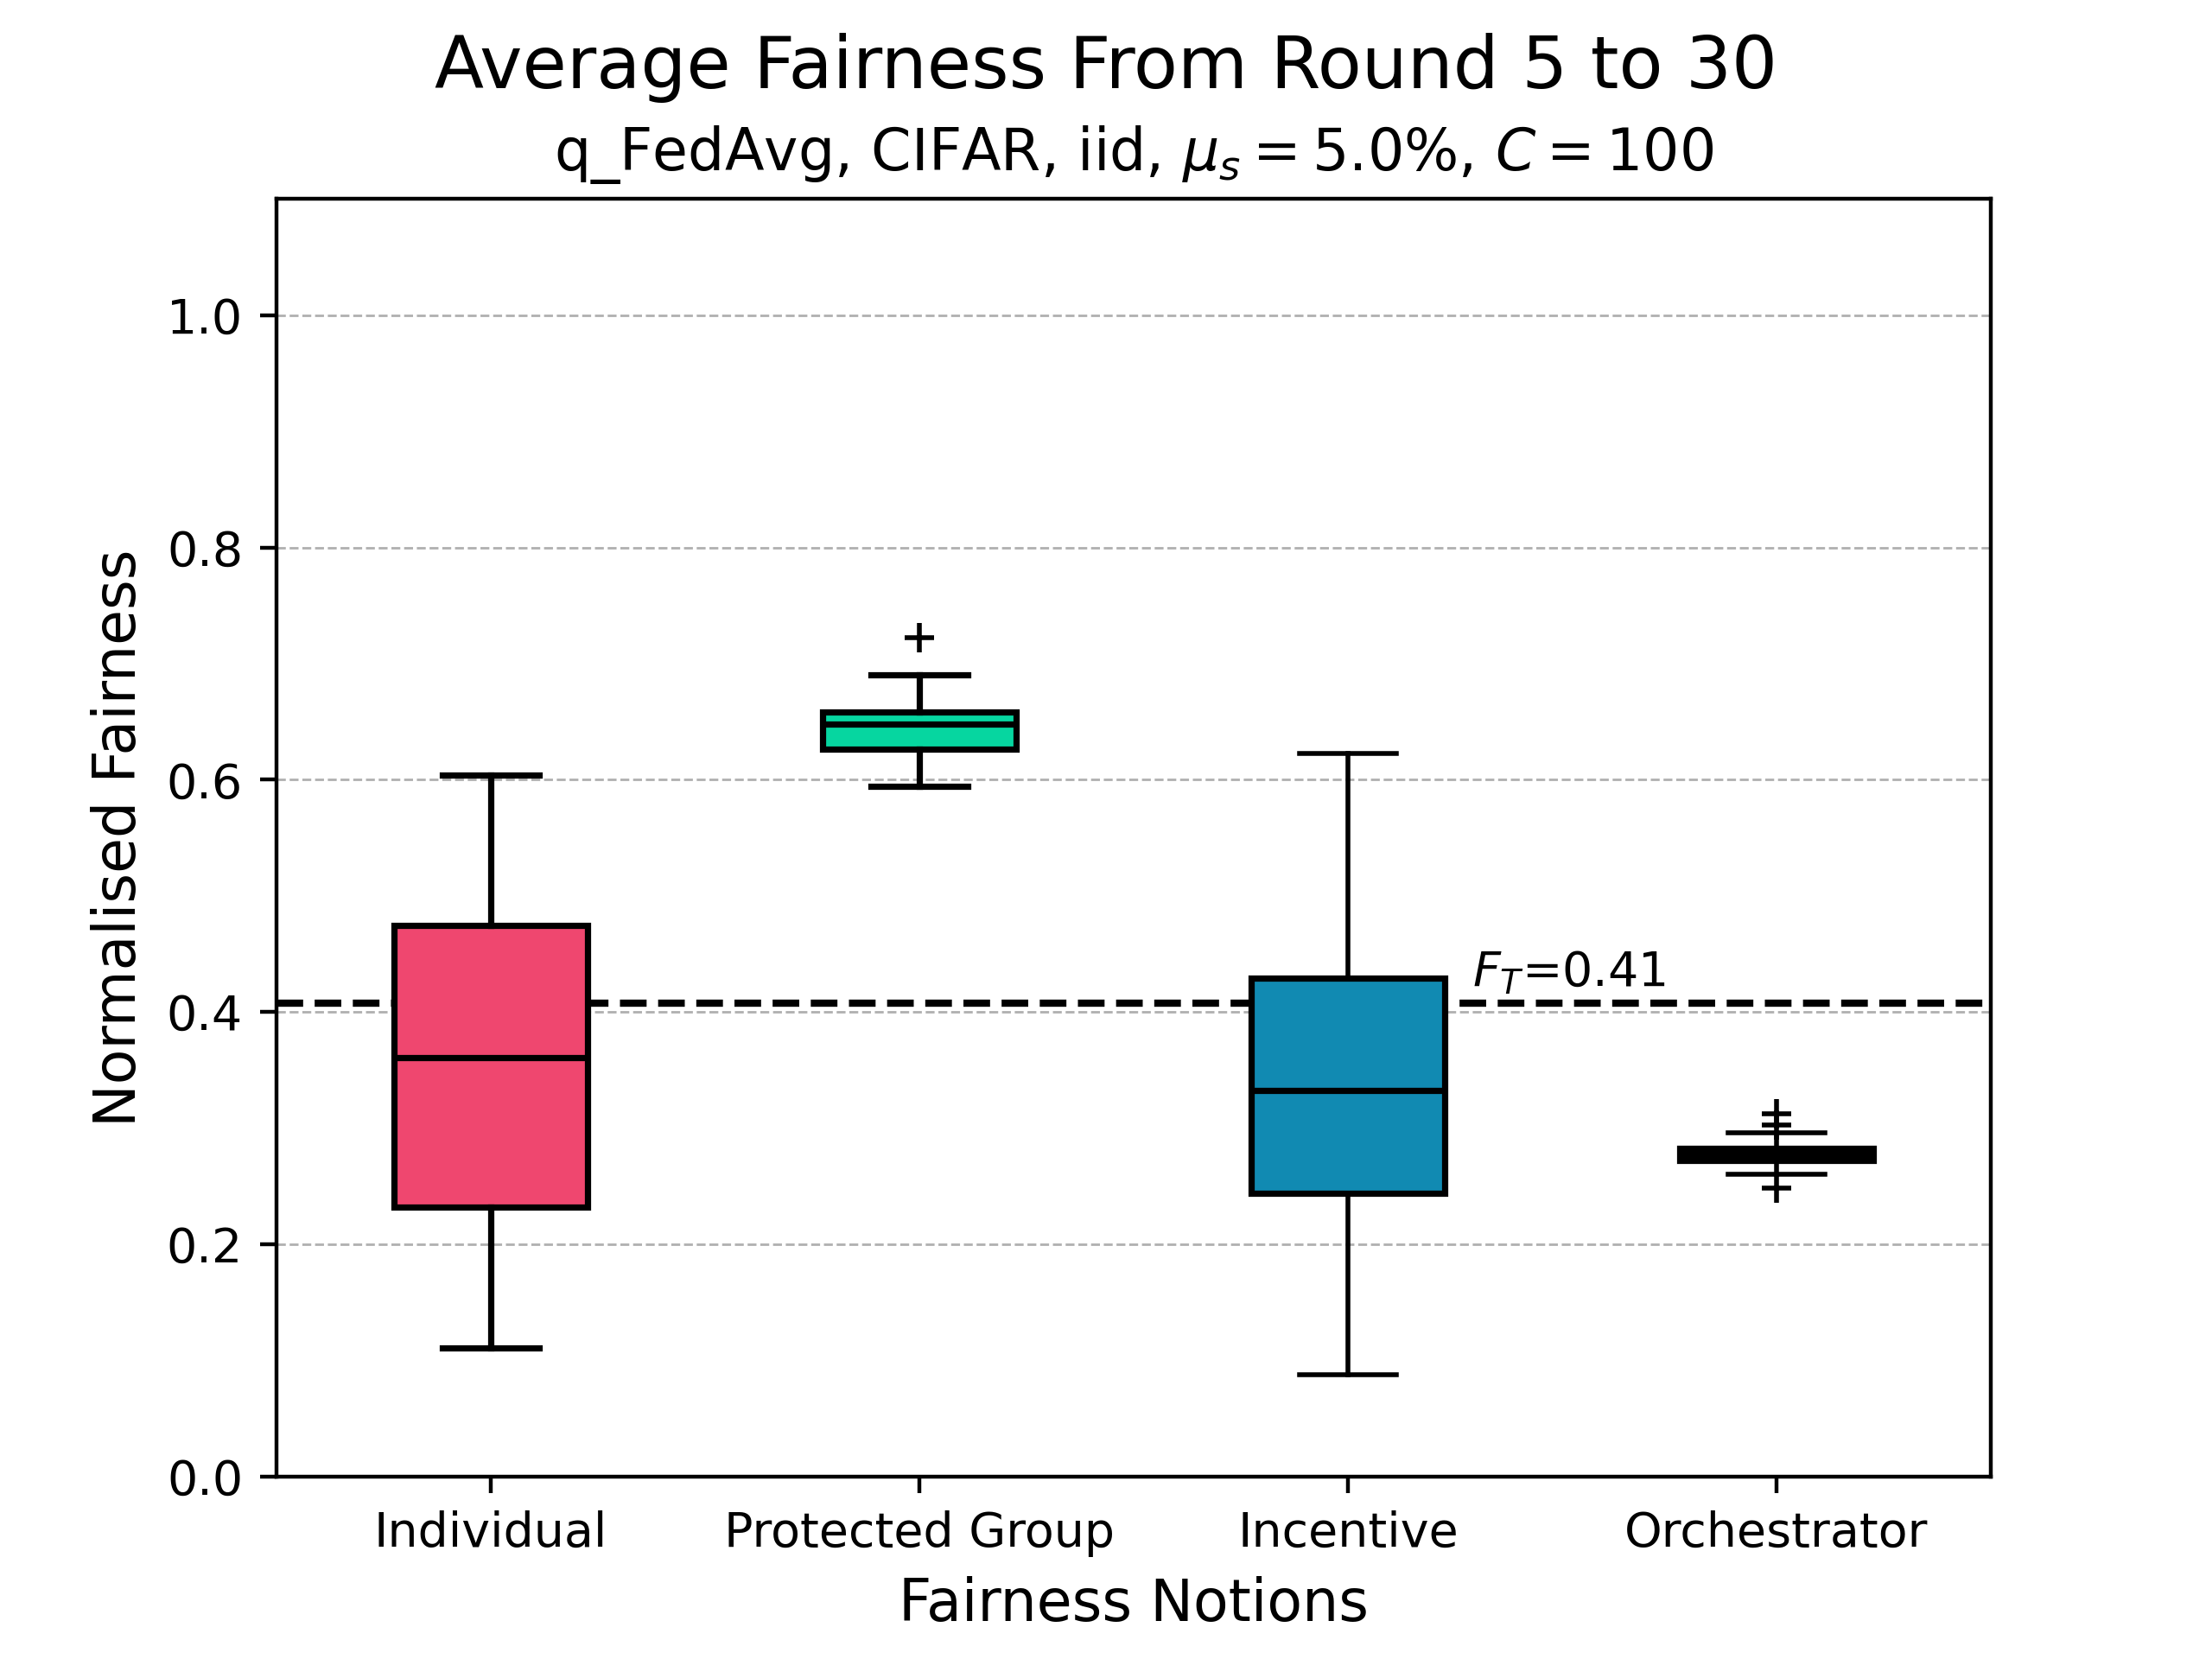 Average Fairness From Round 5 to 30
q_FedAvg, CIFAR, iid, μₛ = 5.0%, C = 100
1.0
0.8
0.6
0.4
0.2
0.0
Normalised Fairness
F_T=0.41
Individual
Protected Group
Incentive
Orchestrator
Fairness Notions